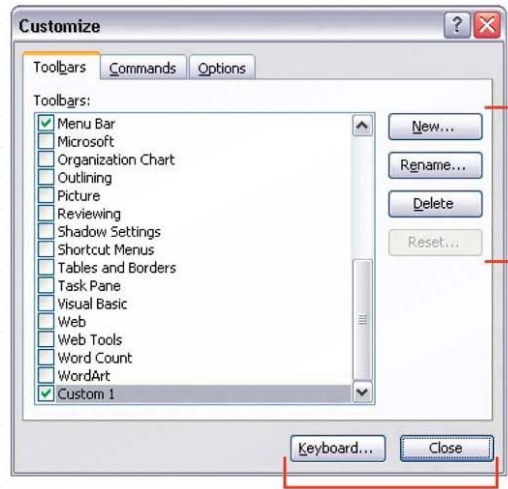 Customize
Toolbars Commands Options
Toolbars:
Menu Bar
Microsoft
Organization Chart
Outlining
Picture
Reviewing
Shadow Settings
Shortcut Menus
Tables and Borders
Task Pane
Visual Basic
Web
Web Tools
Word Count
WordArt
Custom 1
New...
Rename...
Delete
Reset...
Keyboard... Close